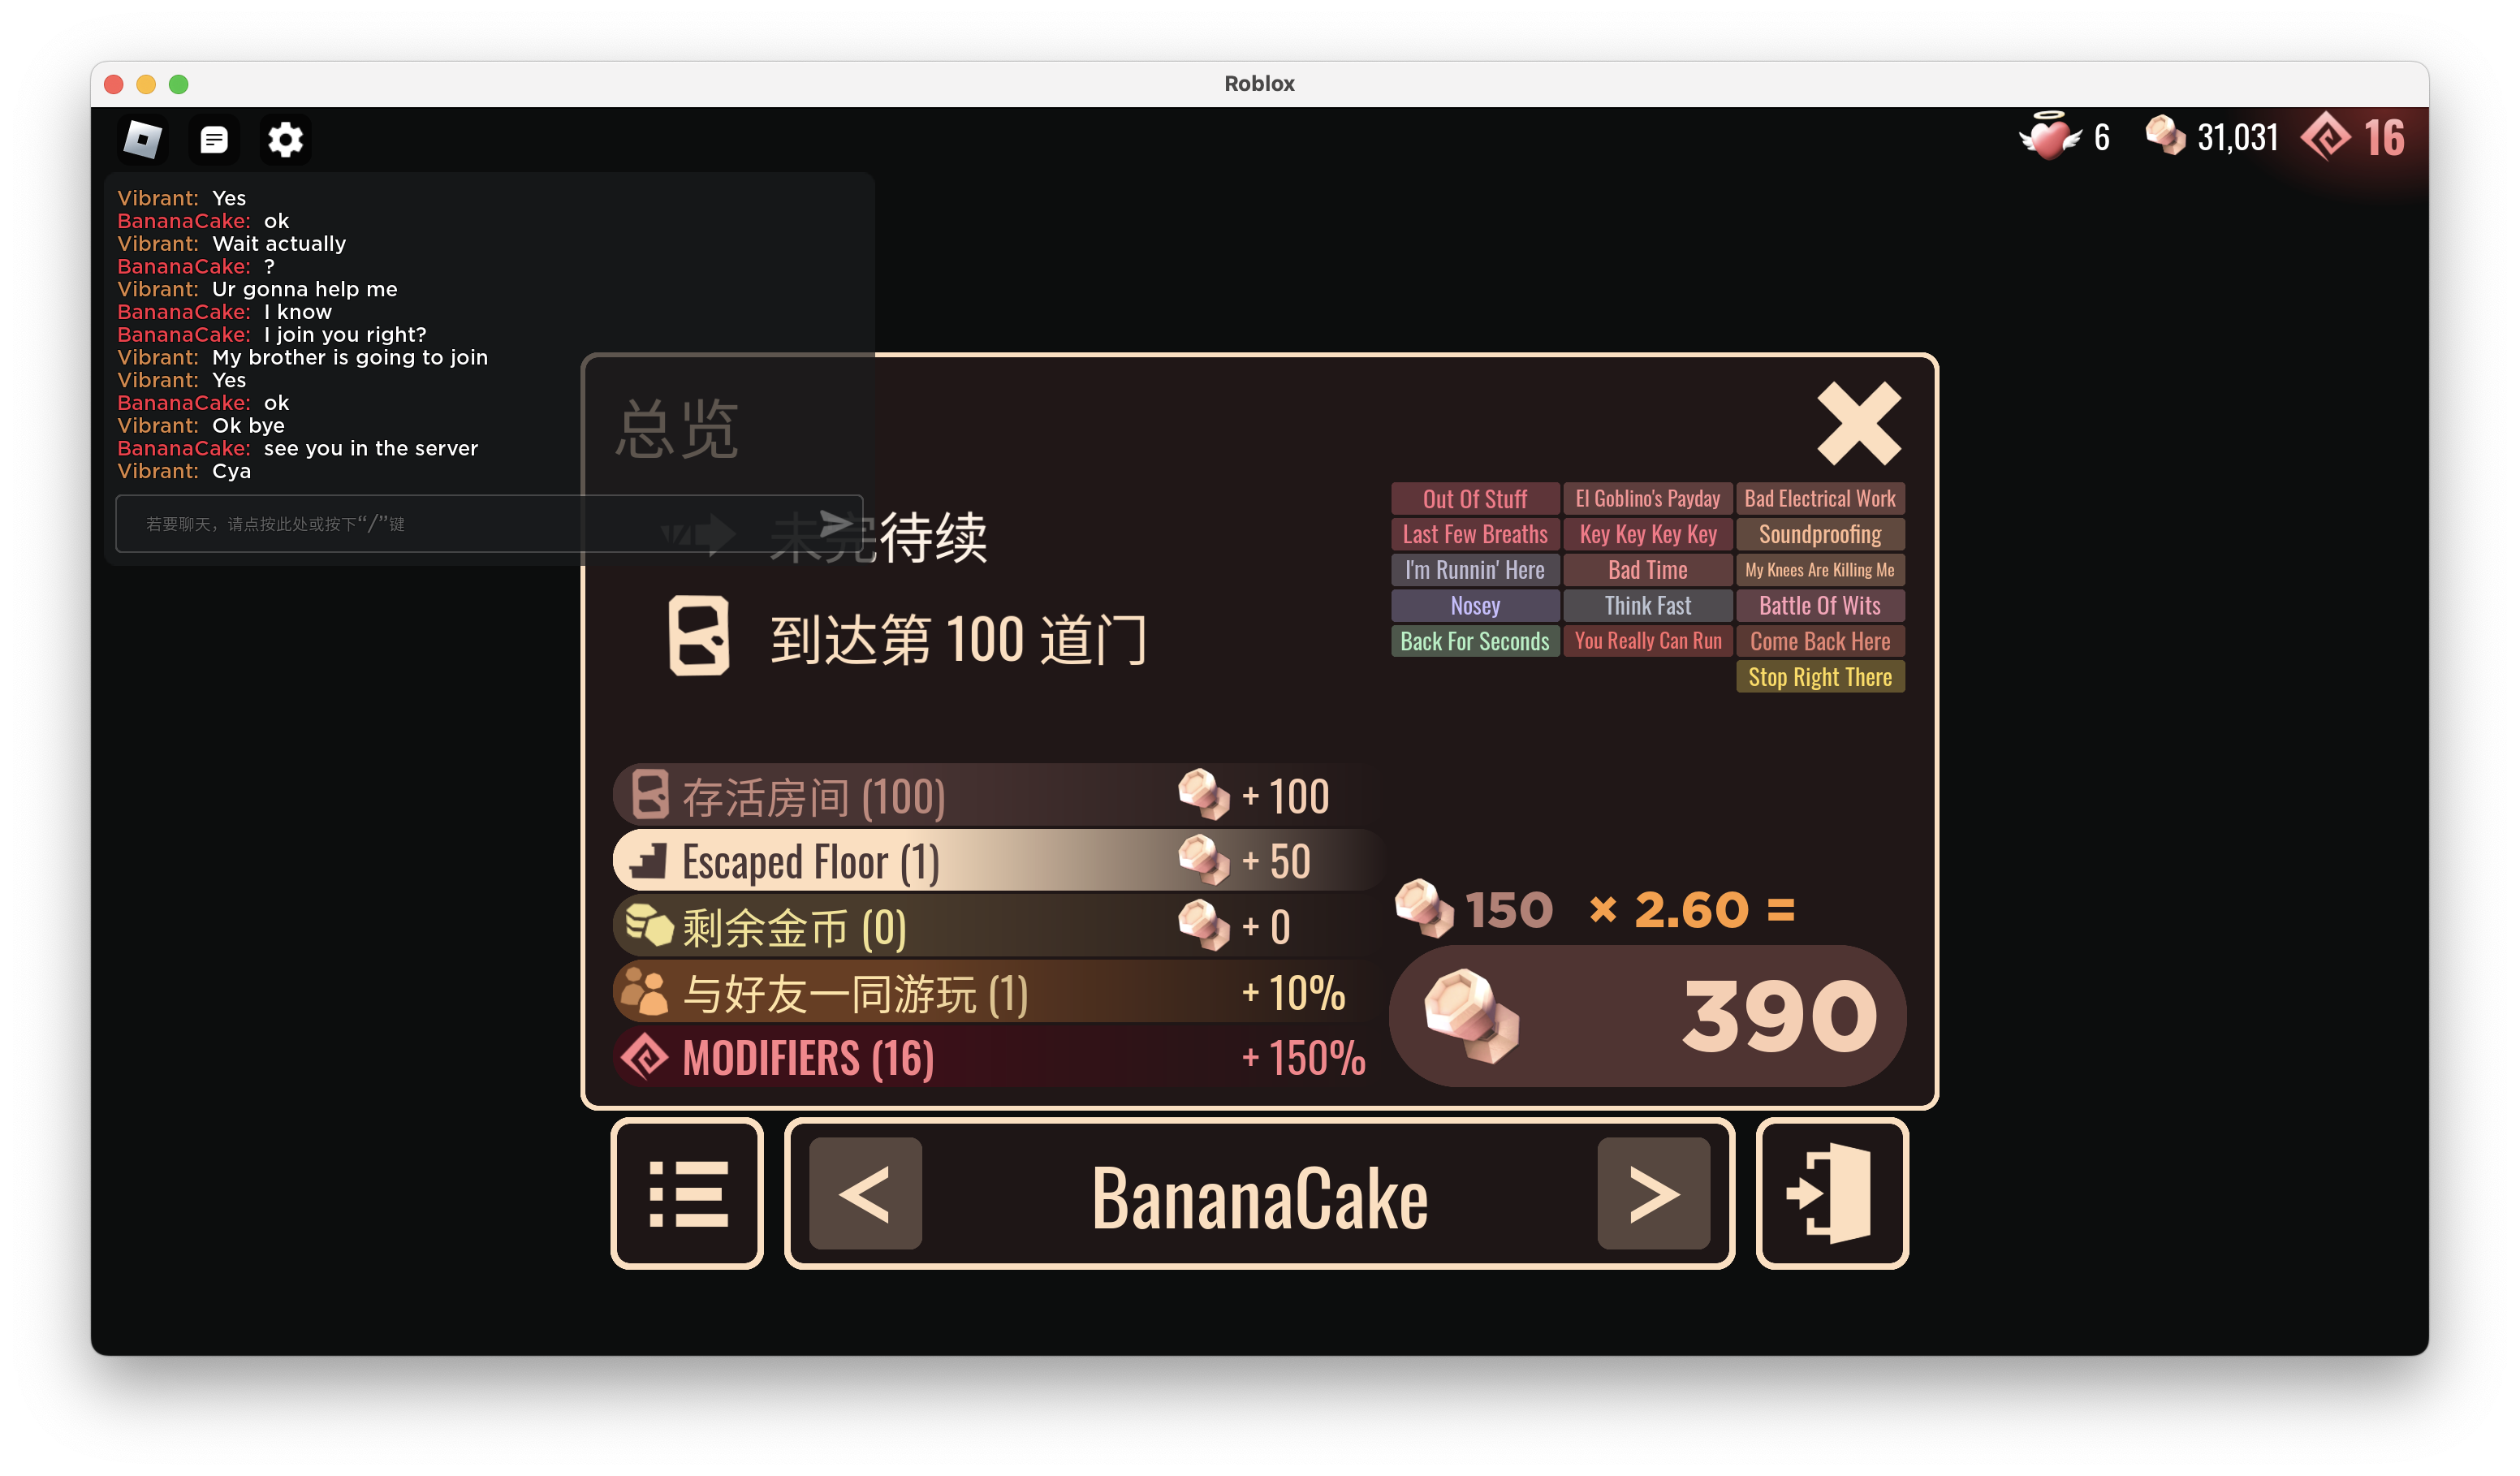 Roblox
6 31,031 16
Vibrant: Yes
BananaCake: ok
Vibrant: Wait actually
BananaCake: ?
Vibrant: Ur gonna help me
BananaCake: I know
BananaCake: I join you right?
Vibrant: My brother is going to join
Vibrant: Yes
BananaCake: ok
Vibrant: Ok bye
BananaCake: see you in the server
Vibrant: Cya
若要聊天，请点按此处或按下“/”键
总览
未完待续
到达第 100 道门
Out Of Stuff El Goblino's Payday Bad Electrical Work
Last Few Breaths Key Key Key Key Soundproofing
I'm Runnin' Here Bad Time My Knees Are Killing Me
Nosey Think Fast Battle Of Wits
Back For Seconds You Really Can Run Come Back Here
Stop Right There
存活房间 (100) + 100
Escaped Floor (1) + 50
剩余金币 (0) + 0
与好友一同游玩 (1) + 10%
MODIFIERS (16) + 150%
150 × 2.60 =
390
< BananaCake >